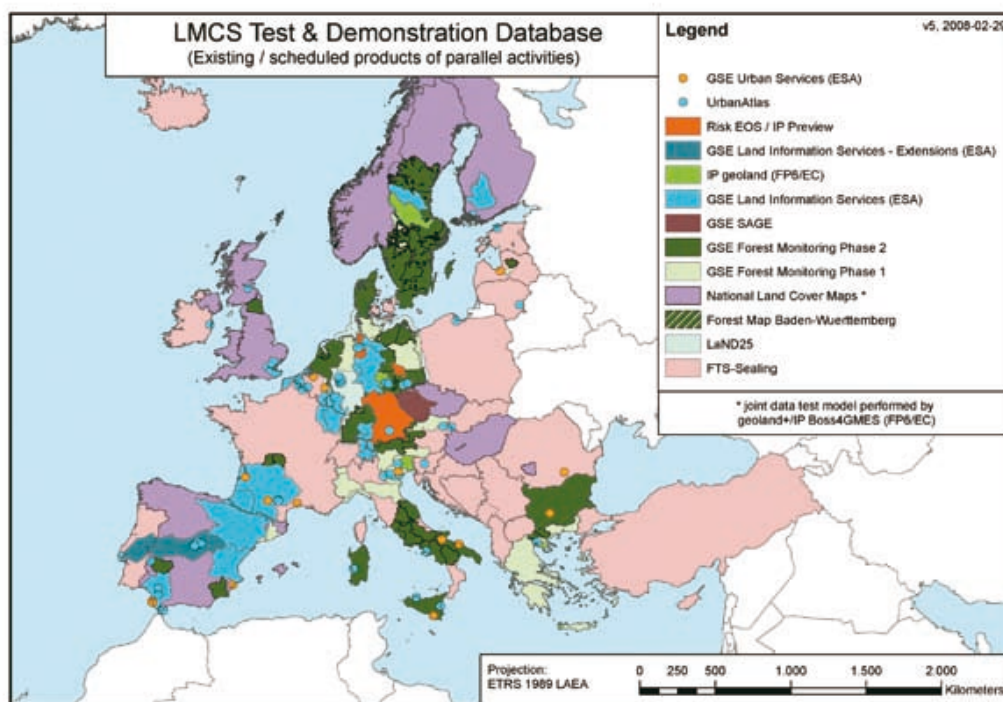 LMCS Test & Demonstration Database
(Existing / scheduled products of parallel activities)
Legend
v5, 2008-02-20
GSE Urban Services (ESA)
UrbanAtlas
Risk EOS / IP Preview
GSE Land Information Services - Extensions (ESA)
IP geoland (FP6/EC)
GSE Land Information Services (ESA)
GSE SAGE
GSE Forest Monitoring Phase 2
GSE Forest Monitoring Phase 1
National Land Cover Maps *
Forest Map Baden-Wuerttemberg
LaND25
FTS-Sealing
* joint data test model performed by
geoland+/IP Boss4GMES (FP6/EC)
Projection:
ETRS 1989 LAEA
0 250 500 1.000 1.500 2.000
Kilometers